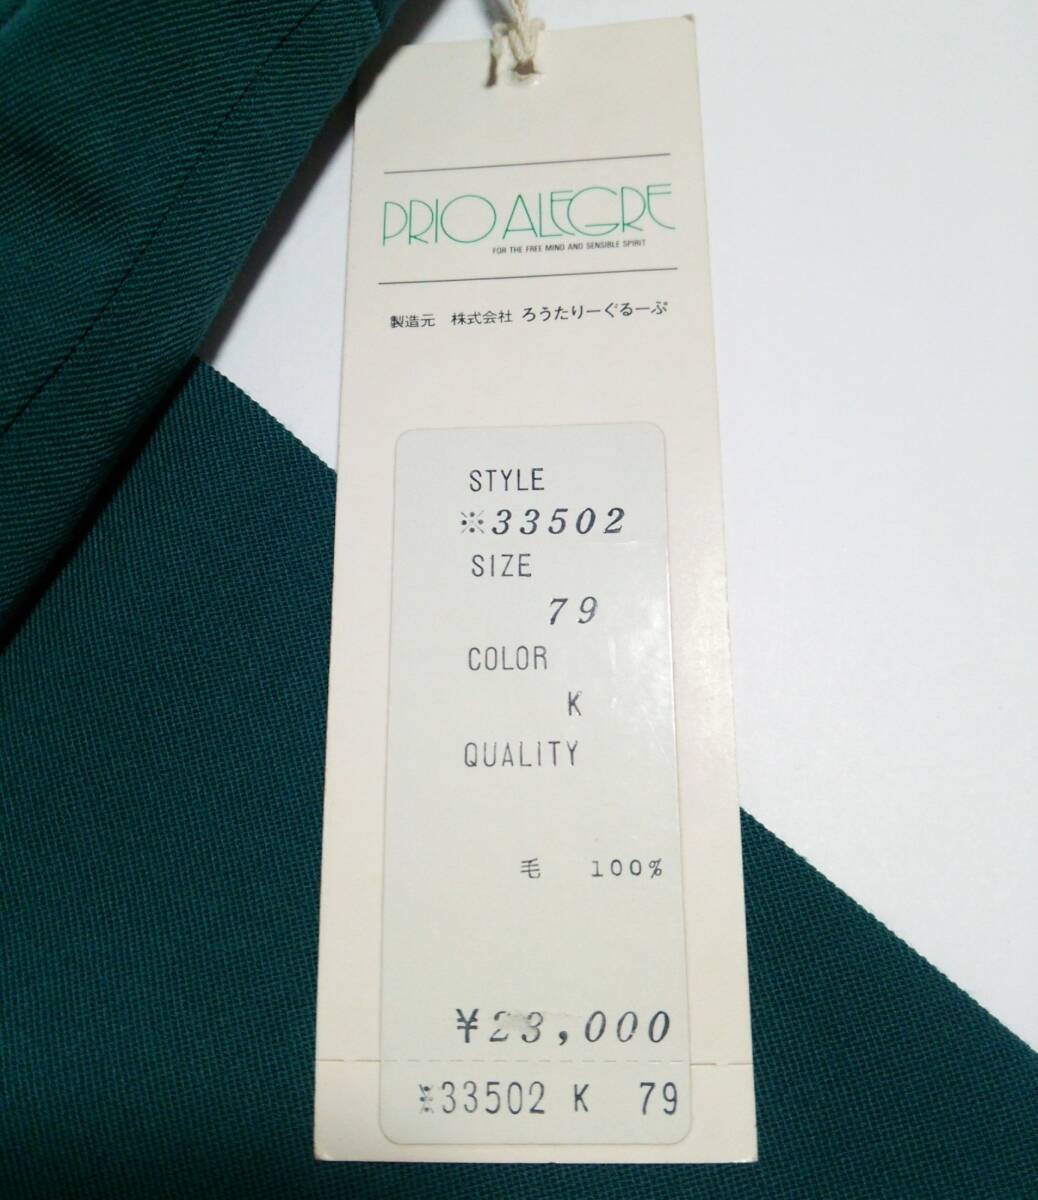 PRIO ALEGRE
FOR THE FREE MIND AND SENSIBLE SPIRIT
製造元 株式会社 ろうたりーぐるーぷ
STYLE
※33502
SIZE
79
COLOR
K
QUALITY
毛 100%
¥23,000
※33502 K 79